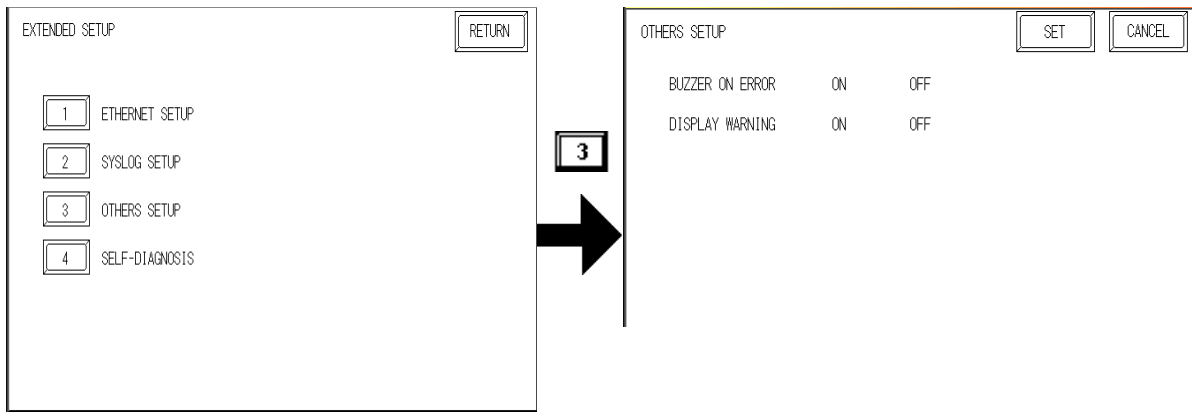 EXTENDED SETUP RETURN
1 ETHERNET SETUP
2 SYSLOG SETUP
3 OTHERS SETUP
4 SELF-DIAGNOSIS
3
OTHERS SETUP SET CANCEL
BUZZER ON ERROR ON OFF
DISPLAY WARNING ON OFF